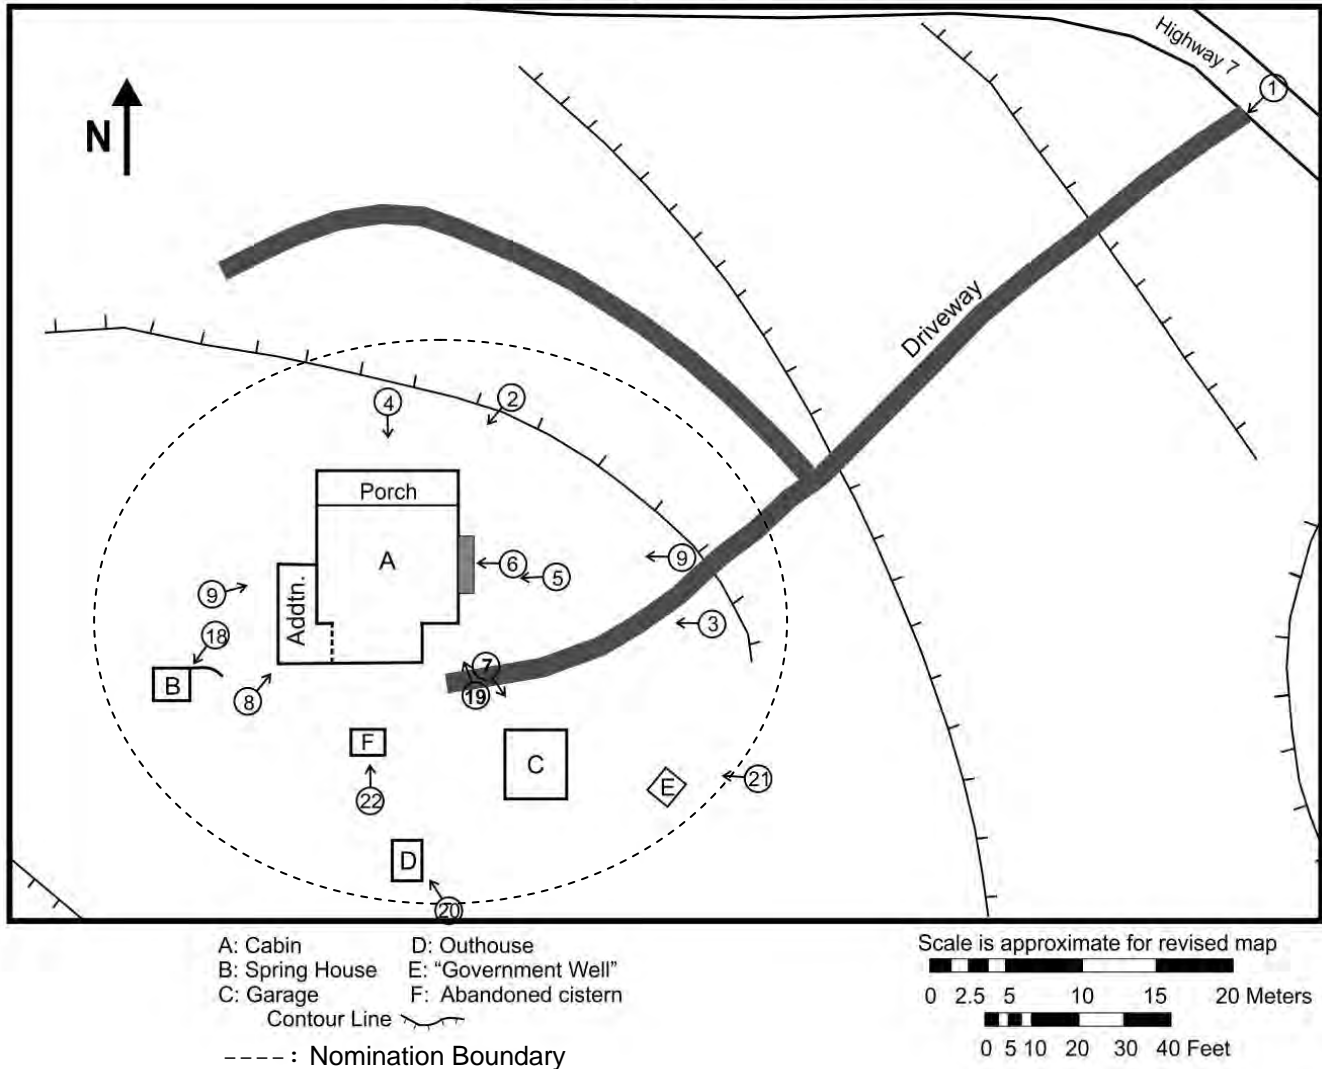 Highway 7
1
N
Driveway
4
2
Porch
A
6
5
9
9
Addtn.
18
3
B
8
7
19
F
C
E
21
22
D
20
A: Cabin
D: Outhouse
B: Spring House
E: "Government Well"
C: Garage
F: Abandoned cistern
Contour Line
----: Nomination Boundary
Scale is approximate for revised map
0 2.5 5 10 15 20 Meters
0 5 10 20 30 40 Feet